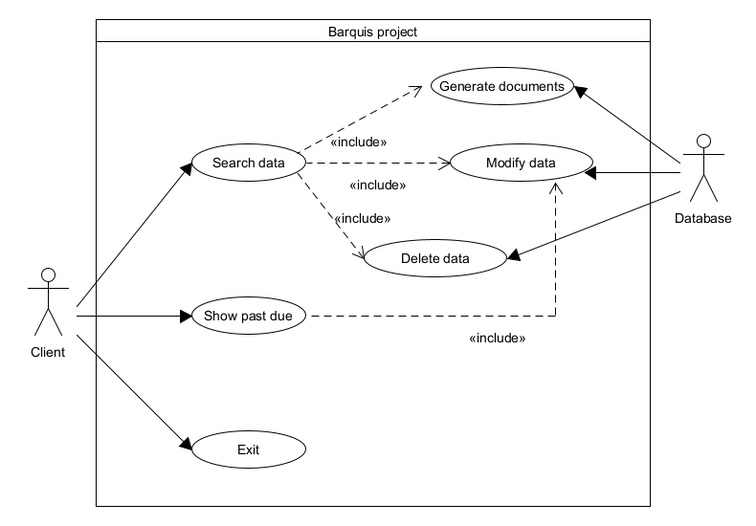 Barquis project
Generate documents
«include»
Search data
Modify data
«include»
«include»
Database
Delete data
Show past due
«include»
Client
Exit